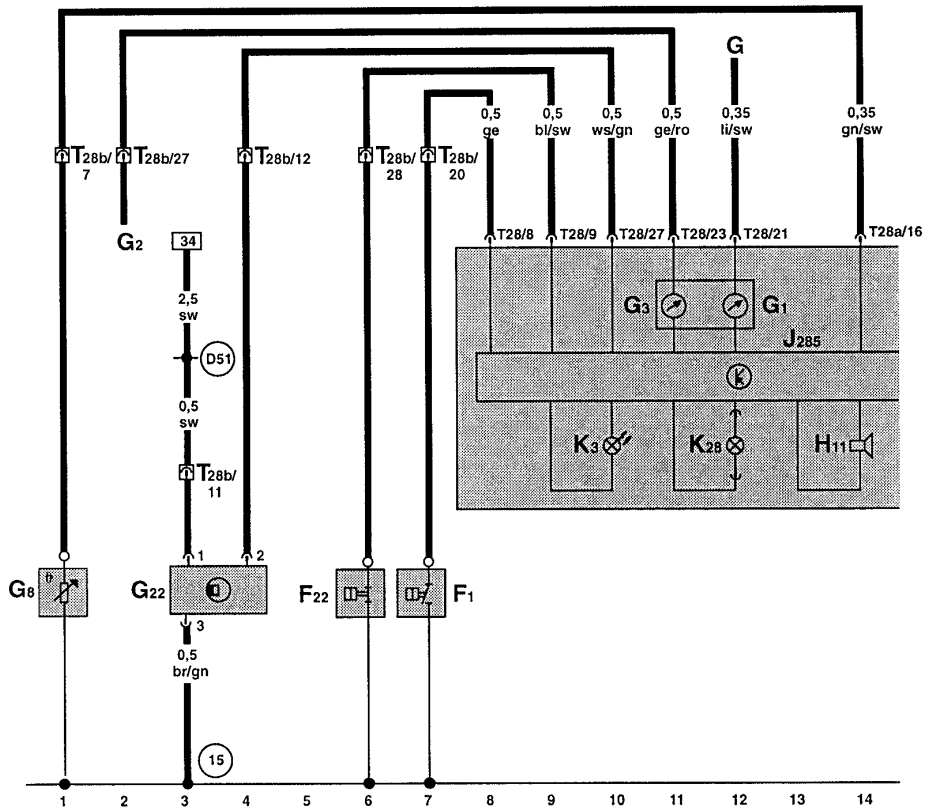 G
0,5
ge
0,5
bl/sw
0,5
ws/gn
0,5
ge/ro
0,35
li/sw
0,35
gn/sw
T28b/
7
T28b/27
T28b/12
T28b/
28
T28b/
20
G2
34
T28/8
T28/9
T28/27
T28/23
T28/21
T28a/16
2,5
sw
G3
G1
J285
D51
k
0,5
sw
K3
K28
H11
T28b/
11
1
2
G8
θ
G22
F22
F1
3
0,5
br/gn
15
1 2 3 4 5 6 7 8 9 10 11 12 13 14